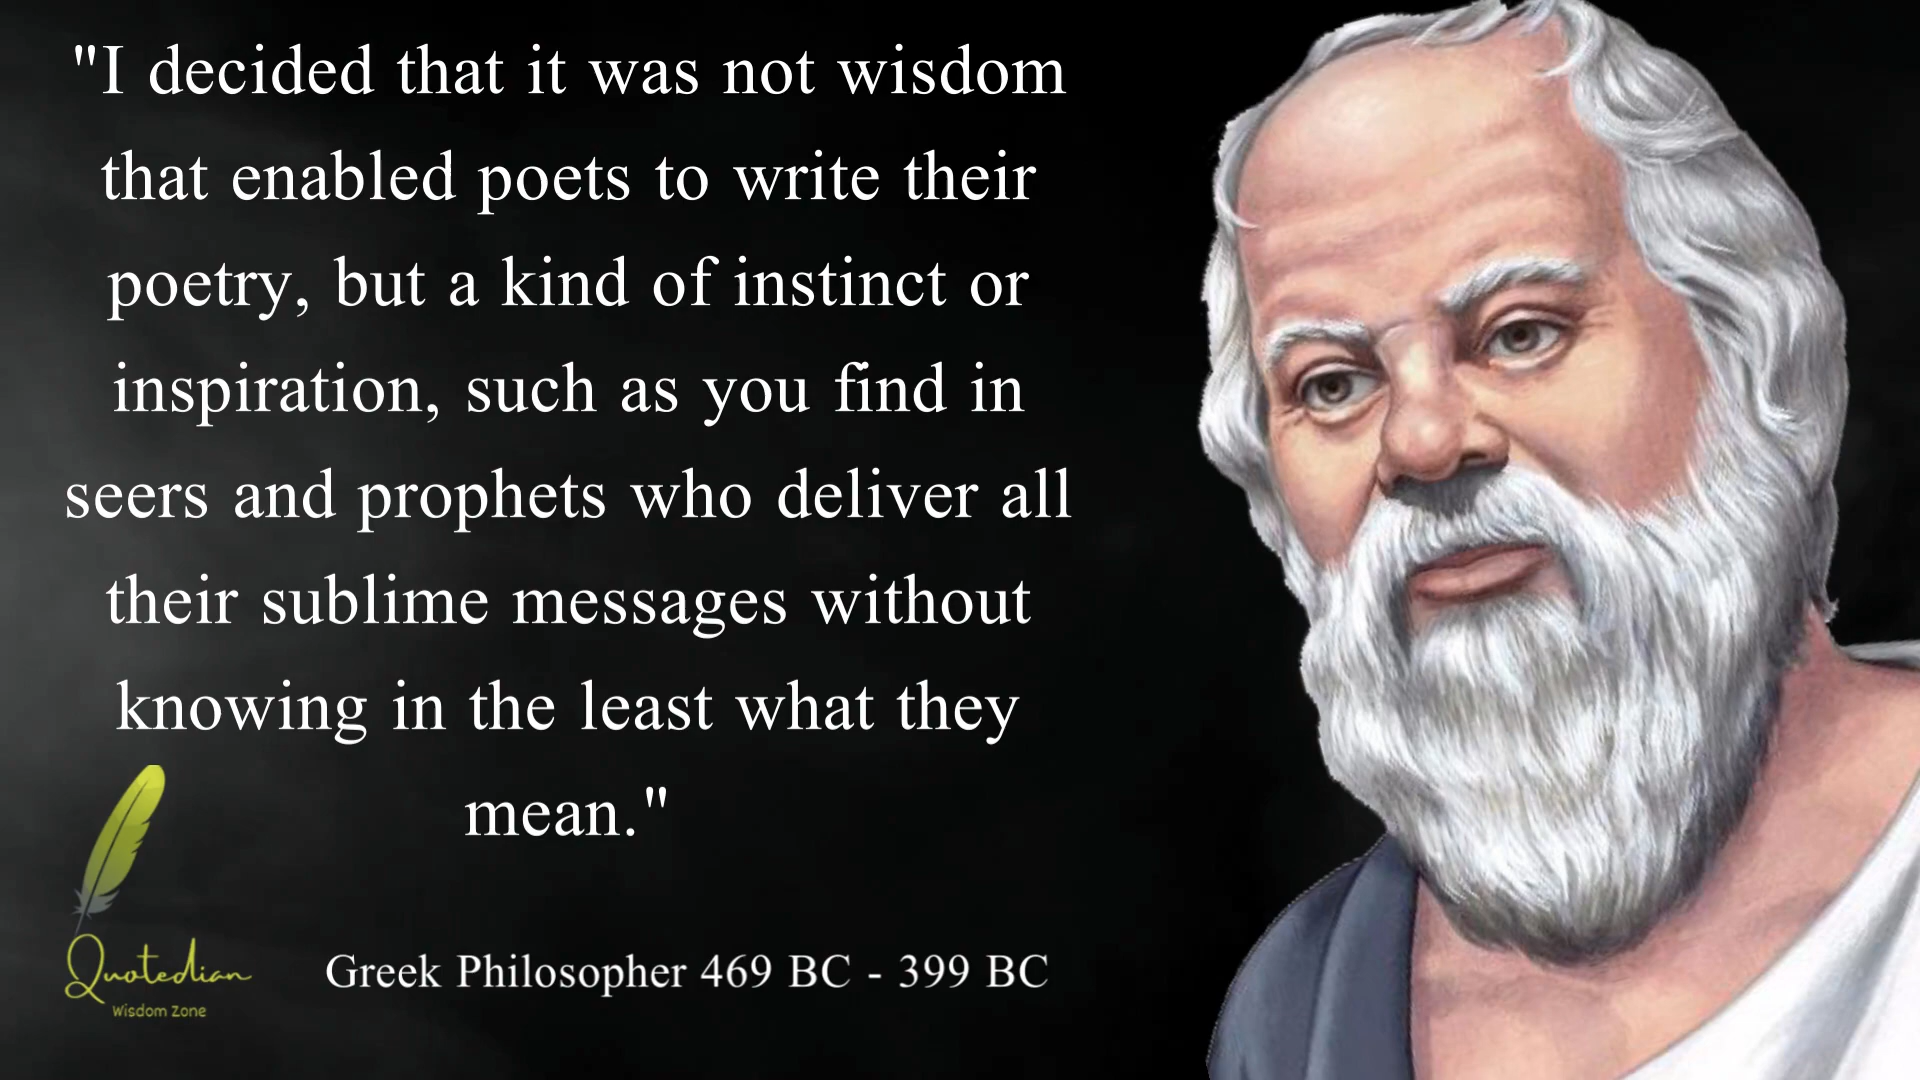 "I decided that it was not wisdom
that enabled poets to write their
poetry, but a kind of instinct or
inspiration, such as you find in
seers and prophets who deliver all
their sublime messages without
knowing in the least what they
mean."
Quotedian
Wisdom Zone
Greek Philosopher 469 BC - 399 BC